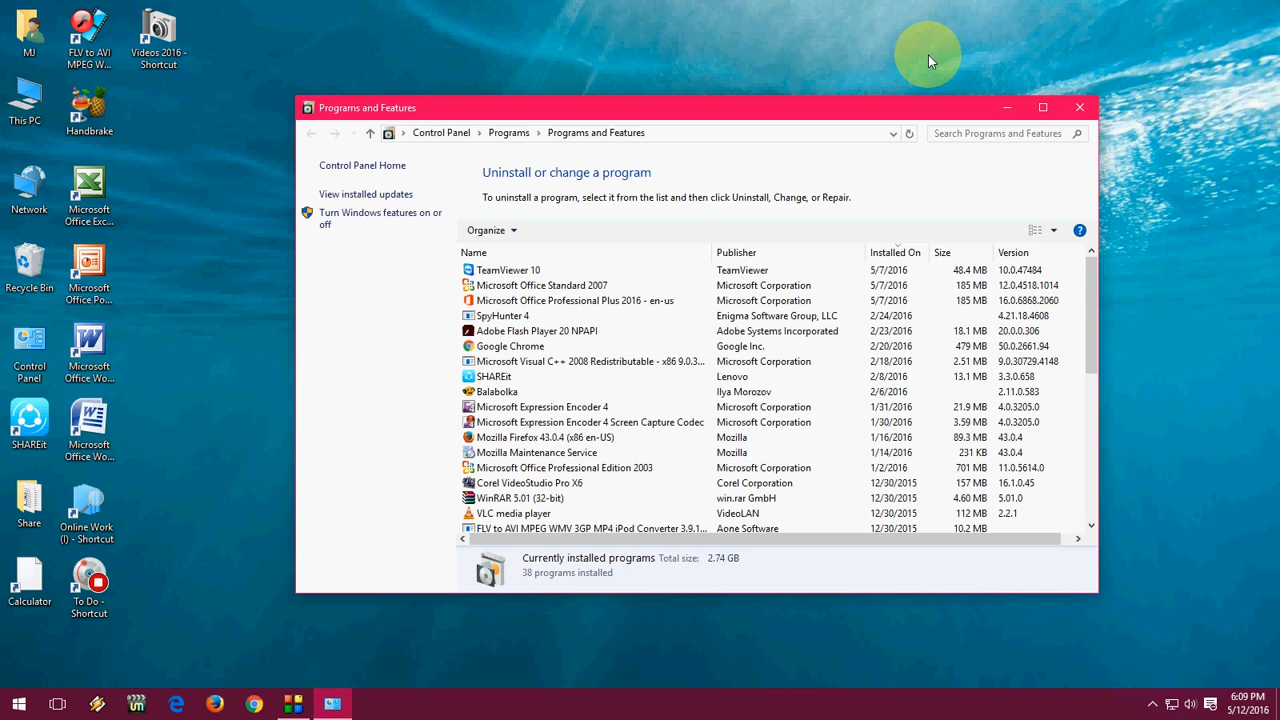 MJ
FLV to AVI
MPEG W...
Videos 2016 -
Shortcut
This PC
Handbrake
Network
Microsoft
Office Exc...
Recycle Bin
Microsoft
Office Po...
Control
Panel
Microsoft
Office Wo...
SHAREit
Microsoft
Office Wo...
Share
Online Work
(I) - Shortcut
Calculator
To Do -
Shortcut
Programs and Features
Control Panel > Programs > Programs and Features
Search Programs and Features
Control Panel Home
View installed updates
Turn Windows features on or
off
Uninstall or change a program
To uninstall a program, select it from the list and then click Uninstall, Change, or Repair.
Organize
Name Publisher Installed On Size Version
TeamViewer 10 TeamViewer 5/7/2016 48.4 MB 10.0.47484
Microsoft Office Standard 2007 Microsoft Corporation 5/7/2016 185 MB 12.0.4518.1014
Microsoft Office Professional Plus 2016 - en-us Microsoft Corporation 5/7/2016 185 MB 16.0.6868.2060
SpyHunter 4 Enigma Software Group, LLC 2/24/2016 4.21.18.4608
Adobe Flash Player 20 NPAPI Adobe Systems Incorporated 2/23/2016 18.1 MB 20.0.0.306
Google Chrome Google Inc. 2/20/2016 479 MB 50.0.2661.94
Microsoft Visual C++ 2008 Redistributable - x86 9.0.3... Microsoft Corporation 2/18/2016 2.51 MB 9.0.30729.4148
SHAREit Lenovo 2/8/2016 13.1 MB 3.3.0.658
Balabolka Ilya Morozov 2/6/2016 2.11.0.583
Microsoft Expression Encoder 4 Microsoft Corporation 1/31/2016 21.9 MB 4.0.3205.0
Microsoft Expression Encoder 4 Screen Capture Codec Microsoft Corporation 1/30/2016 3.59 MB 4.0.3205.0
Mozilla Firefox 43.0.4 (x86 en-US) Mozilla 1/16/2016 89.3 MB 43.0.4
Mozilla Maintenance Service Mozilla 1/14/2016 231 KB 43.0.4
Microsoft Office Professional Edition 2003 Microsoft Corporation 1/2/2016 701 MB 11.0.5614.0
Corel VideoStudio Pro X6 Corel Corporation 12/30/2015 157 MB 16.1.0.45
WinRAR 5.01 (32-bit) win.rar GmbH 12/30/2015 4.60 MB 5.01.0
VLC media player VideoLAN 12/30/2015 112 MB 2.2.1
FLV to AVI MPEG WMV 3GP MP4 iPod Converter 3.9.1... Aone Software 12/30/2015 10.2 MB
Currently installed programs Total size: 2.74 GB
38 programs installed
6:09 PM
5/12/2016